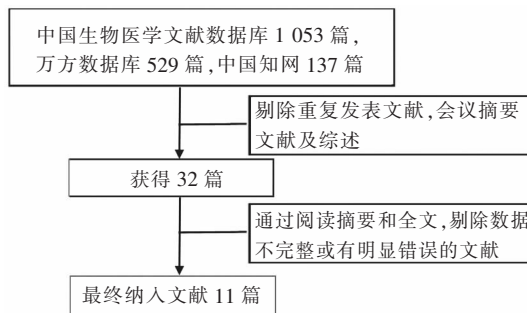 中国生物医学文献数据库 1 053 篇，
万方数据库 529 篇，中国知网 137 篇
剔除重复发表文献，会议摘要
文献及综述
获得 32 篇
通过阅读摘要和全文，剔除数据
不完整或有明显错误的文献
最终纳入文献 11 篇